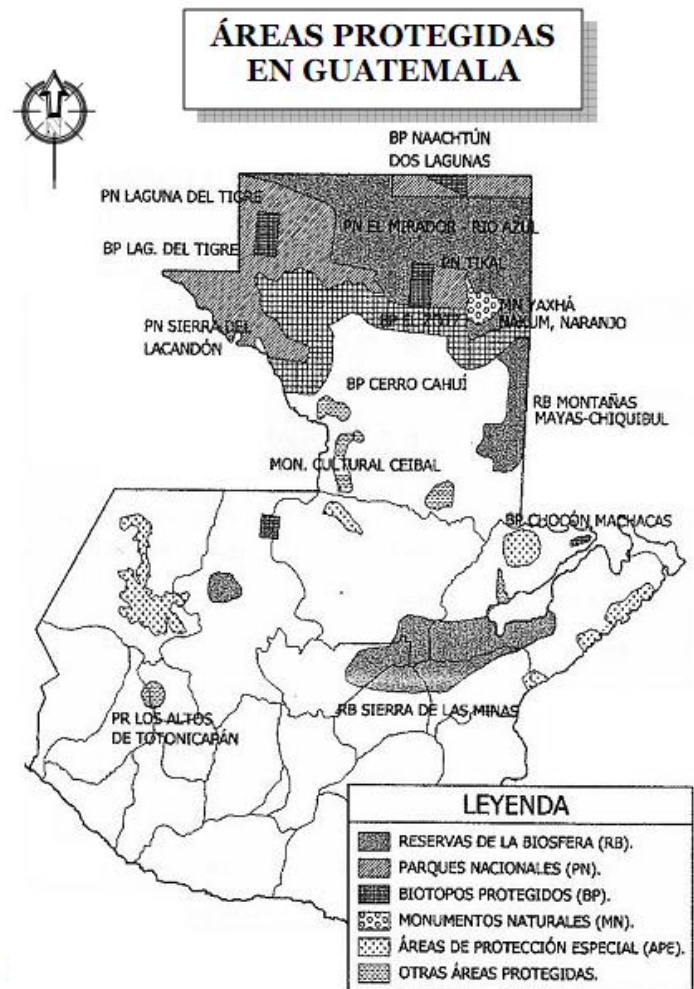 ÁREAS PROTEGIDAS
EN GUATEMALA
N
BP NAACHTÚN
DOS LAGUNAS
PN LAGUNA DEL TIGRE
PN EL MIRADOR - RIO AZUL
BP LAG. DEL TIGRE
PN TIKAL
MN YAXHÁ
NAKUM, NARANJO
BP EL ZOTZ
PN SIERRA DEL
LACANDÓN
BP CERRO CAHUÍ
RB MONTAÑAS
MAYAS-CHIQUIBUL
MON. CULTURAL CEIBAL
BP CHOCÓN MACHACAS
RB SIERRA DE LAS MINAS
PR LOS ALTOS
DE TOTONICAPÁN
LEYENDA
RESERVAS DE LA BIOSFERA (RB).
PARQUES NACIONALES (PN).
BIOTOPOS PROTEGIDOS (BP).
MONUMENTOS NATURALES (MN).
ÁREAS DE PROTECCIÓN ESPECIAL (APE).
OTRAS ÁREAS PROTEGIDAS.